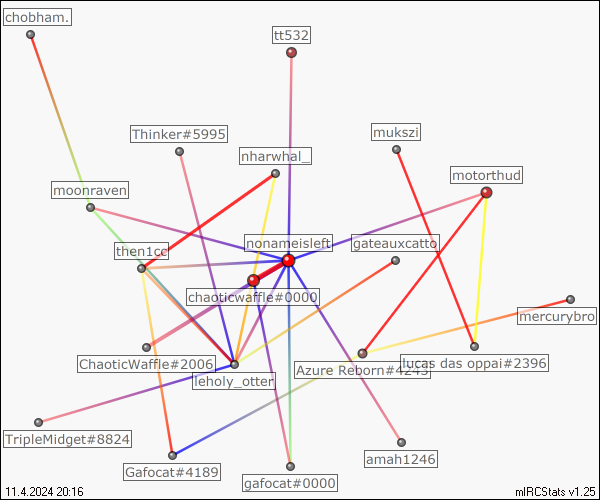 chobham.
tt532
Thinker#5995
mukszi
nharwhal_
motorthud
moonraven
nonameisleft
gateauxcatto
then1cc
chaoticwaffle#0000
mercurybro
ChaoticWaffle#2006
Azure Reborn#4243
lucas das oppai#2396
leholy_otter
TripleMidget#8824
amah1246
Gafocat#4189
gafocat#0000
11.4.2024 20:16
mIRCStats v1.25